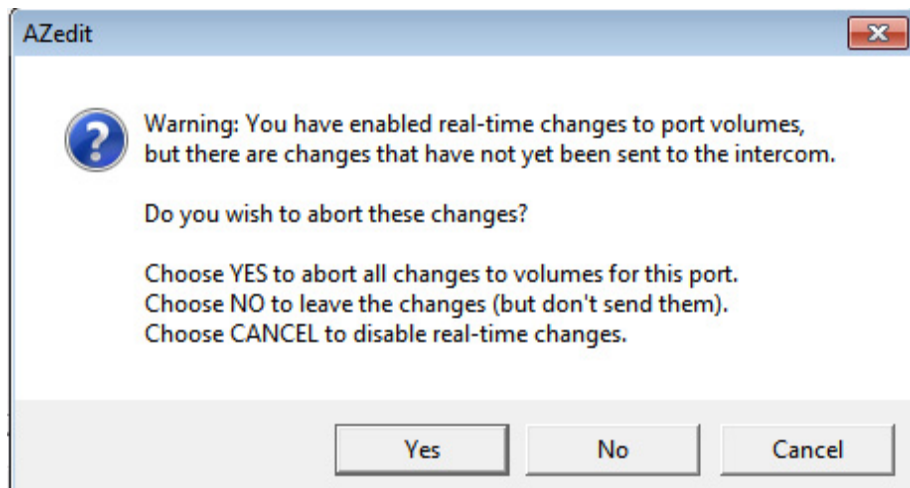 AZedit
Warning: You have enabled real-time changes to port volumes,
but there are changes that have not yet been sent to the intercom.
Do you wish to abort these changes?
Choose YES to abort all changes to volumes for this port.
Choose NO to leave the changes (but don't send them).
Choose CANCEL to disable real-time changes.
Yes No Cancel